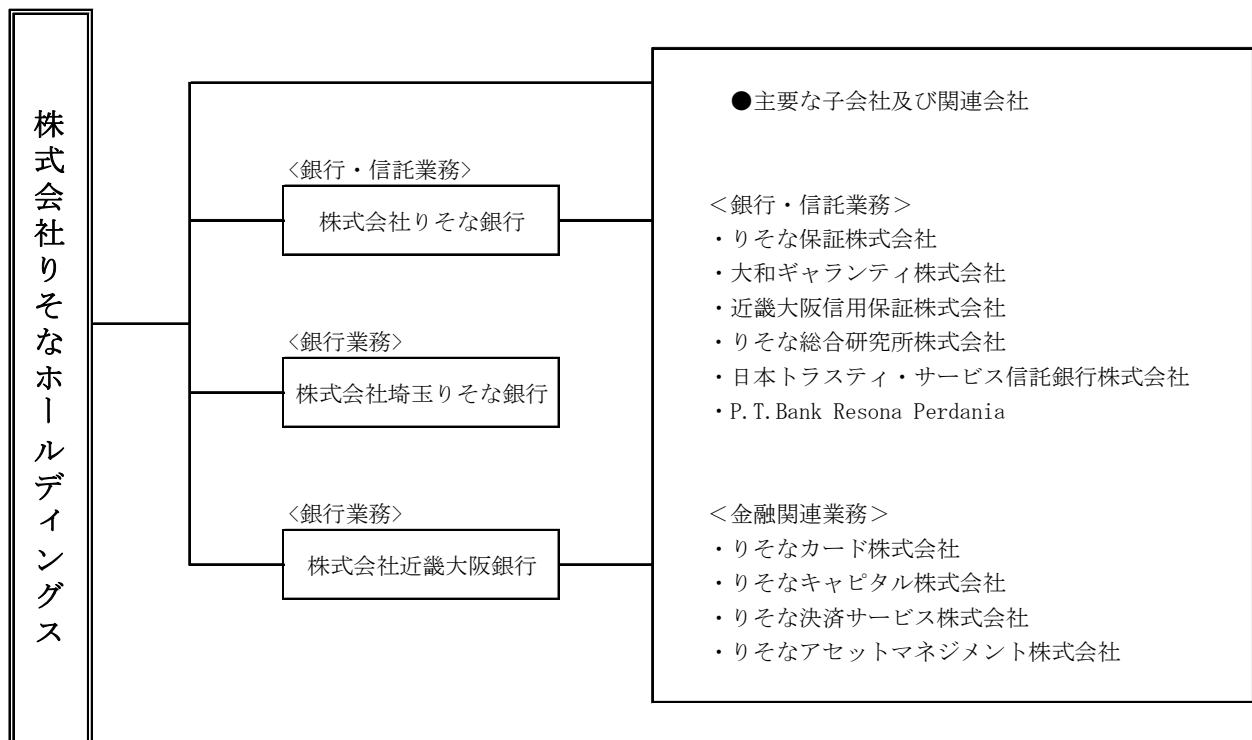 株式会社りそなホールディングス
<銀行・信託業務>
株式会社りそな銀行
<銀行業務>
株式会社埼玉りそな銀行
<銀行業務>
株式会社近畿大阪銀行
●主要な子会社及び関連会社
＜銀行・信託業務＞
・りそな保証株式会社
・大和ギャランティ株式会社
・近畿大阪信用保証株式会社
・りそな総合研究所株式会社
・日本トラスティ・サービス信託銀行株式会社
・P.T.Bank Resona Perdania
＜金融関連業務＞
・りそなカード株式会社
・りそなキャピタル株式会社
・りそな決済サービス株式会社
・りそなアセットマネジメント株式会社